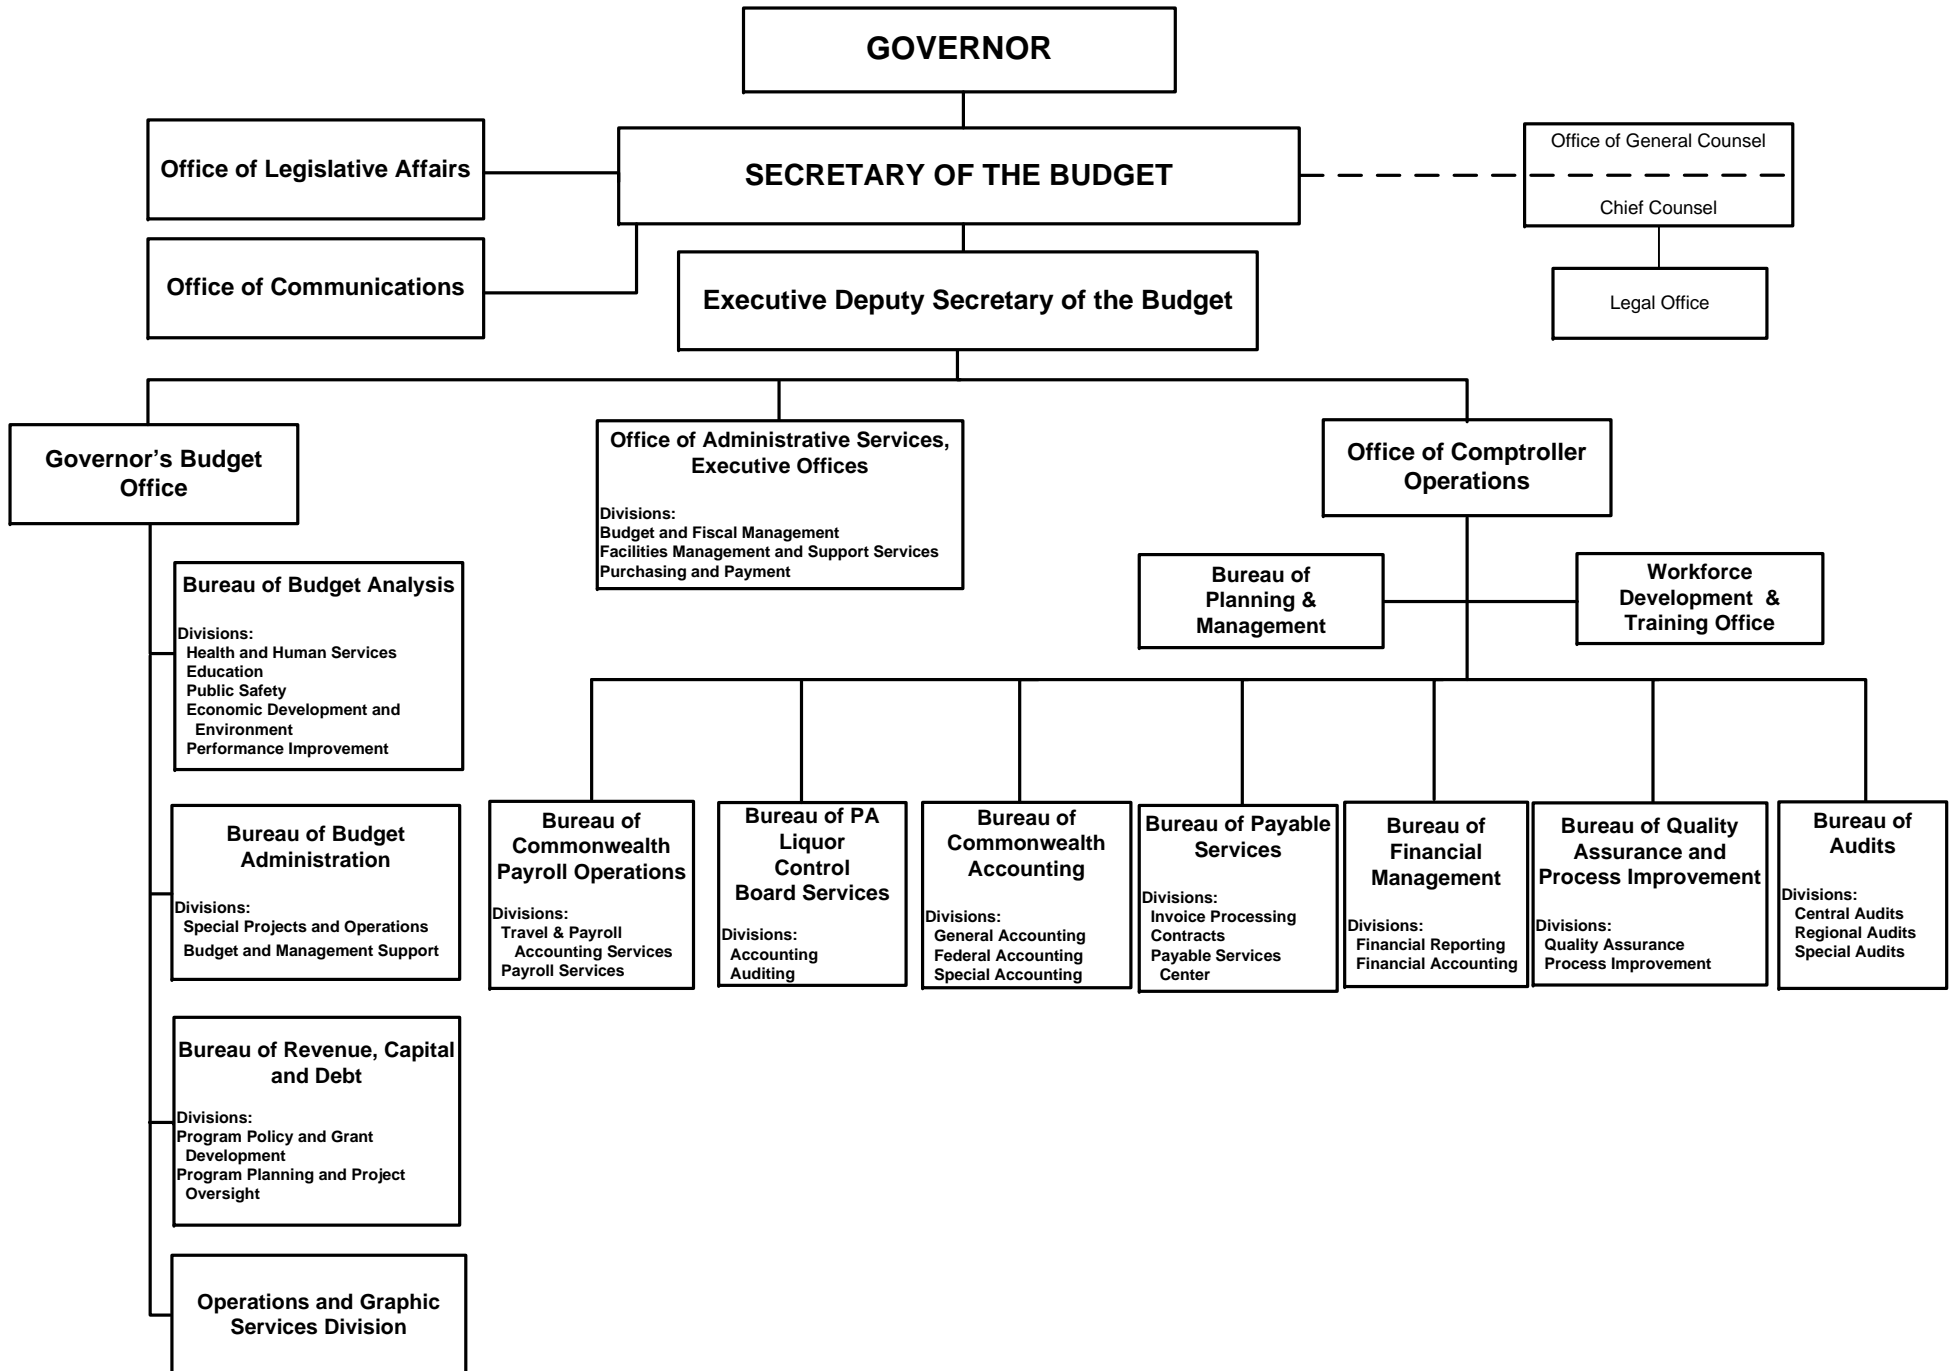 GOVERNOR
Office of Legislative Affairs
SECRETARY OF THE BUDGET
Office of General Counsel
Chief Counsel
Office of Communications
Executive Deputy Secretary of the Budget
Legal Office
Governor’s Budget
Office
Office of Administrative Services,
Executive Offices
Divisions:
Budget and Fiscal Management
Facilities Management and Support Services
Purchasing and Payment
Office of Comptroller
Operations
Bureau of
Planning &
Management
Workforce
Development &
Training Office
Bureau of Budget Analysis
Divisions:
Health and Human Services
Education
Public Safety
Economic Development and
Environment
Performance Improvement
Bureau of Budget
Administration
Divisions:
Special Projects and Operations
Budget and Management Support
Bureau of Revenue, Capital
and Debt
Divisions:
Program Policy and Grant
Development
Program Planning and Project
Oversight
Operations and Graphic
Services Division
Bureau of
Commonwealth
Payroll Operations
Divisions:
Travel & Payroll
Accounting Services
Payroll Services
Bureau of PA
Liquor
Control
Board Services
Divisions:
Accounting
Auditing
Bureau of
Commonwealth
Accounting
Divisions:
General Accounting
Federal Accounting
Special Accounting
Bureau of Payable
Services
Divisions:
Invoice Processing
Contracts
Payable Services
Center
Bureau of
Financial
Management
Divisions:
Financial Reporting
Financial Accounting
Bureau of Quality
Assurance and
Process Improvement
Divisions:
Quality Assurance
Process Improvement
Bureau of
Audits
Divisions:
Central Audits
Regional Audits
Special Audits